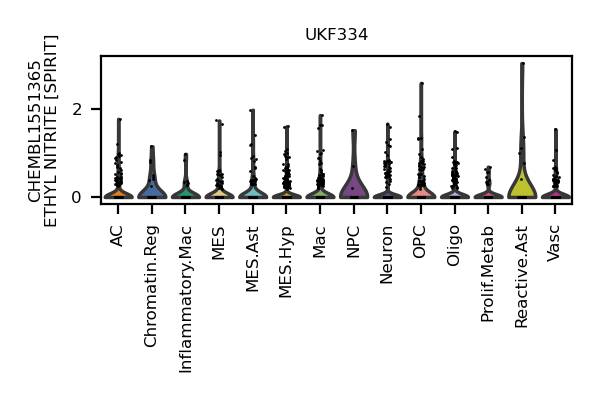 UKF334
CHEMBL1551365
ETHYL NITRITE [SPIRIT]
2
0
AC
Chromatin.Reg
Inflammatory.Mac
MES
MES.Ast
MES.Hyp
Mac
NPC
Neuron
OPC
Oligo
Prolif.Metab
Reactive.Ast
Vasc